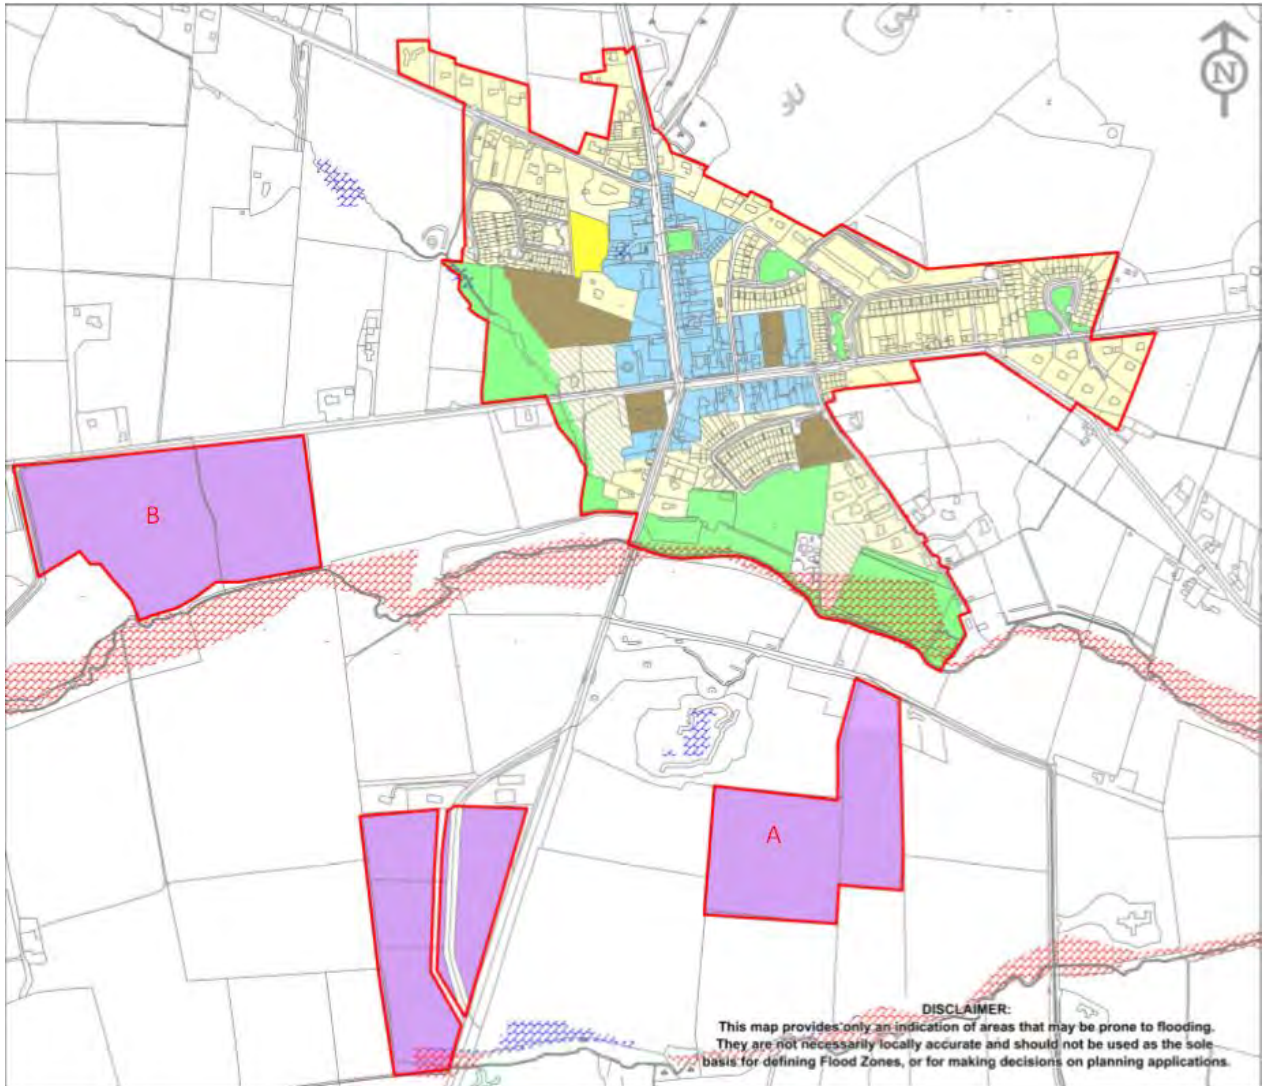 N
B
A
DISCLAIMER:
This map provides only an indication of areas that may be prone to flooding.
They are not necessarily locally accurate and should not be used as the sole
basis for defining Flood Zones, or for making decisions on planning applications.